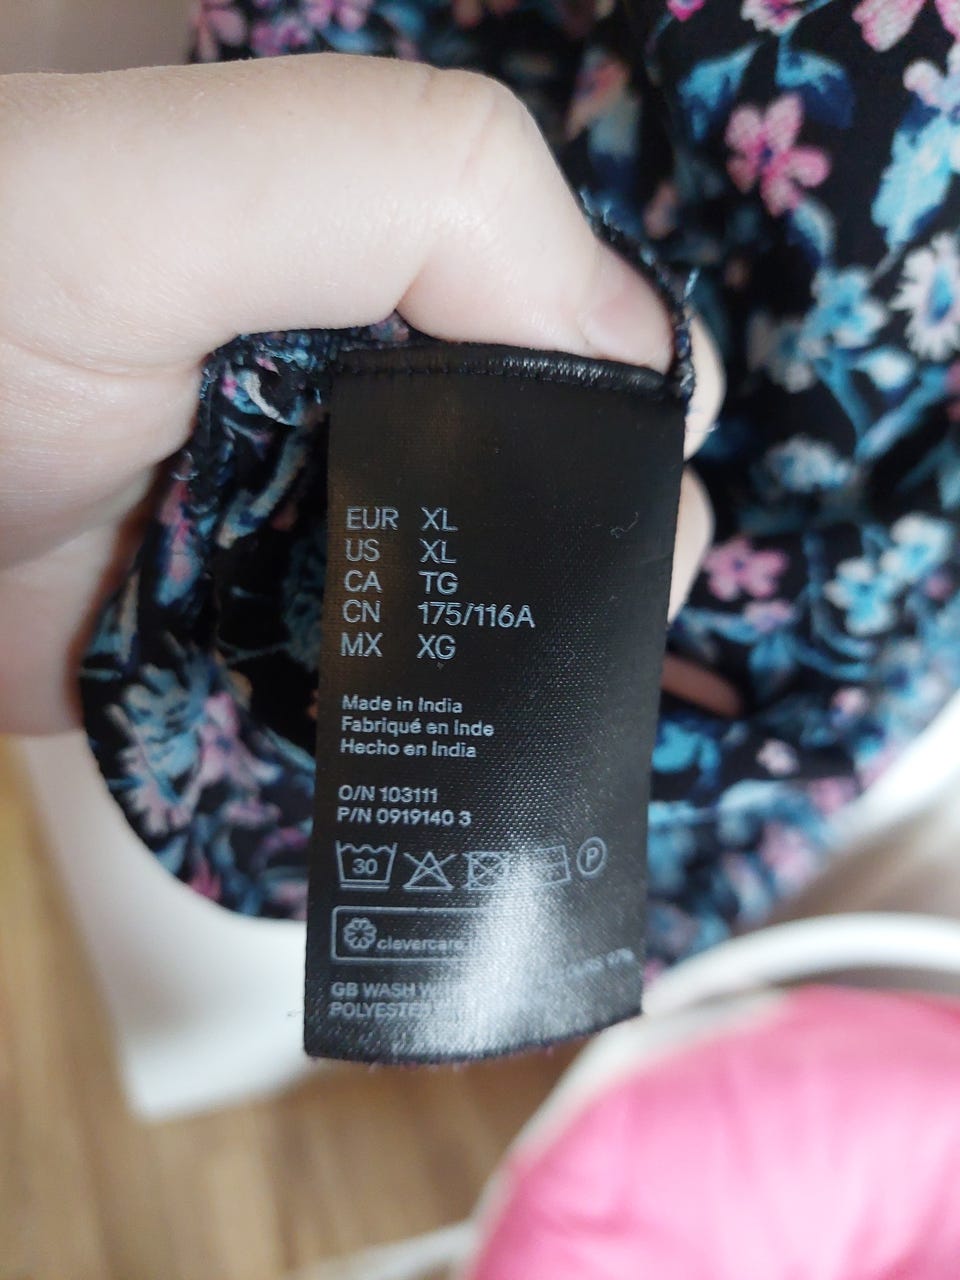 EUR XL
US XL
CA TG
CN 175/116A
MX XG
Made in India
Fabriqué en Inde
Hecho en India
O/N 103111
P/N 0919140 3
30
P
clevercare
GB WASH
97%